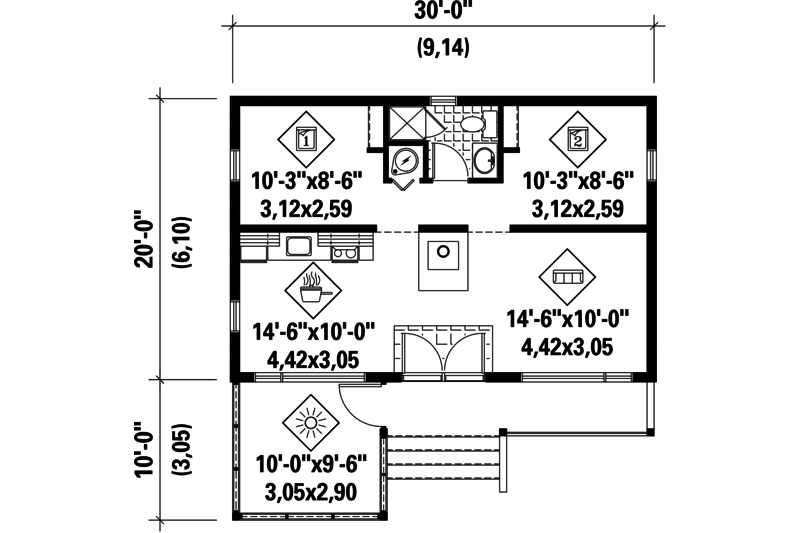 30'-0"
(9,14)
1
2
10'-3"x8'-6"
3,12x2,59
10'-3"x8'-6"
3,12x2,59
20'-0"
(6,10)
14'-6"x10'-0"
4,42x3,05
14'-6"x10'-0"
4,42x3,05
10'-0"
(3,05)
10'-0"x9'-6"
3,05x2,90